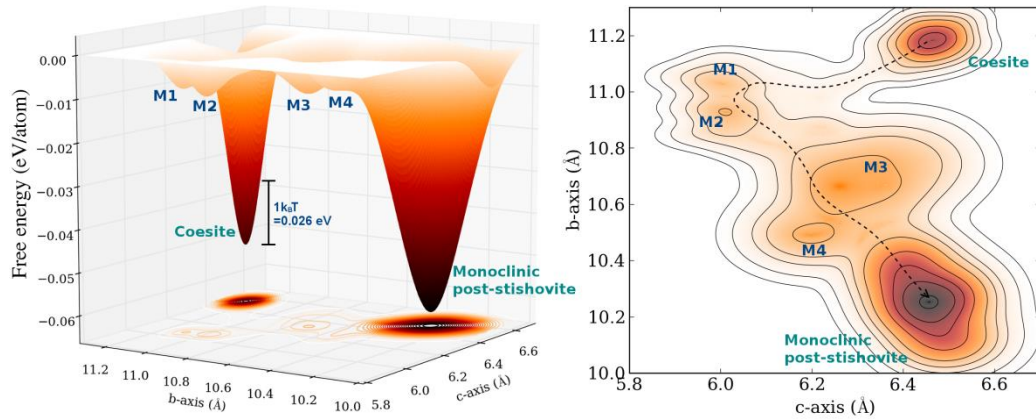 0.00
−0.01
−0.02
−0.03
−0.04
−0.05
−0.06
Free energy (eV/atom)
M1
M2
M3
M4
1kBT
=0.026 eV
Coesite
Monoclinic
post-stishovite
11.2
11.0
10.8
10.6
10.4
10.2
10.0
b-axis (Å)
5.8
6.0
6.2
6.4
6.6
c-axis (Å)
11.2
11.0
10.8
10.6
10.4
10.2
10.0
b-axis (Å)
M1
M2
Coesite
M3
M4
Monoclinic
post-stishovite
5.8
6.0
6.2
6.4
6.6
c-axis (Å)